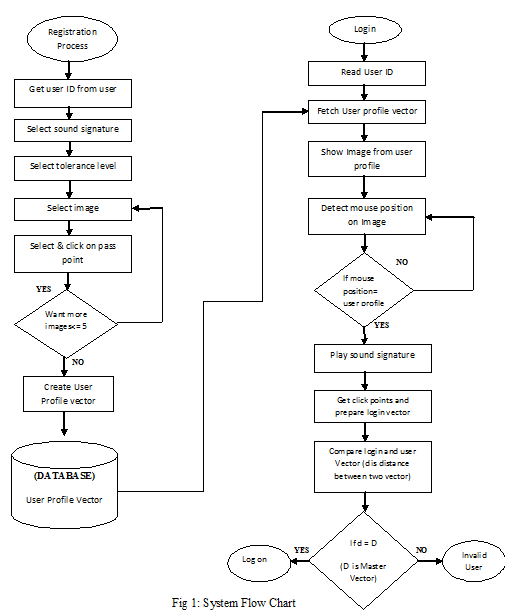 Registration
Process
Get user ID from user
Select sound signature
Select tolerance level
Select image
Select & click on pass
point
YES
Want more
images<= 5
NO
Create User
Profile vector
(DATABASE)
User Profile Vector
Login
Read User ID
Fetch User profile vector
Show Image from user
profile
Detect mouse position
on Image
NO
If mouse
position=
user profile
YES
Play sound signature
Get click points and
prepare login vector
Compare login and user
Vector (d is distance
between two vector)
If d = D
(D is Master
Vector)
YES
Log on
NO
Invalid
User
Fig 1: System Flow Chart